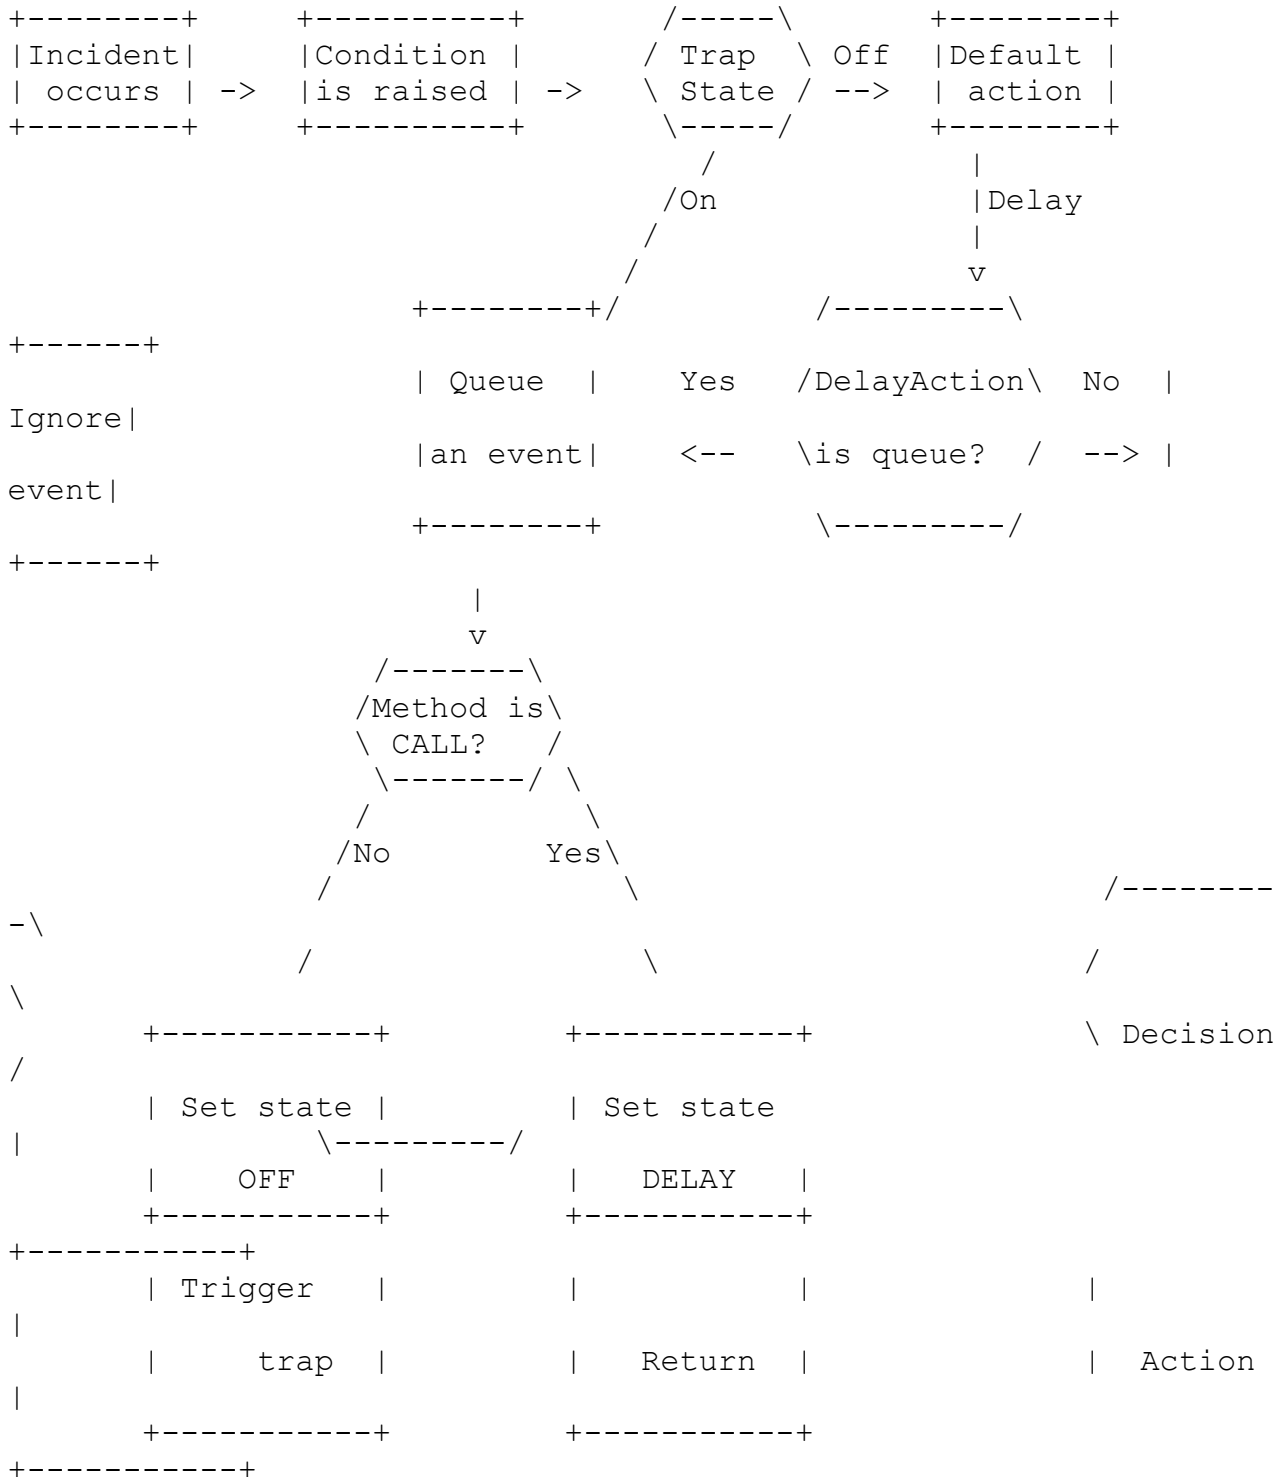 +--------+     +----------+       /-----\       +--------+
|Incident|     |Condition |      / Trap  \ Off  |Default |
| occurs | ->  |is raised | ->   \ State / -->  | action |
+--------+     +----------+       \-----/       +--------+
                                    /             |
                                  /On             |Delay
                                 /                |
                                /                 v
                     +--------+/          /---------\
+------+
                     | Queue  |    Yes   /DelayAction\  No  |
Ignore|
                     |an event|    <--   \is queue?  /  --> |
event|
                     +--------+           \---------/
+------+
                        |
                        v
                   /-------\
                  /Method is\
                  \ CALL?   /
                   \-------/ \
                  /           \
                 /No        Yes\
                /               \                        /--------
-\
               /                 \                      /
\
       +-----------+         +-----------+              \ Decision
/
       | Set state |         | Set state
|               \---------/
       |    OFF    |         |   DELAY   |
       +-----------+         +-----------+
+-----------+
       | Trigger   |         |           |              |
|
       |     trap  |         |   Return  |              |  Action
|
       +-----------+         +-----------+
+-----------+